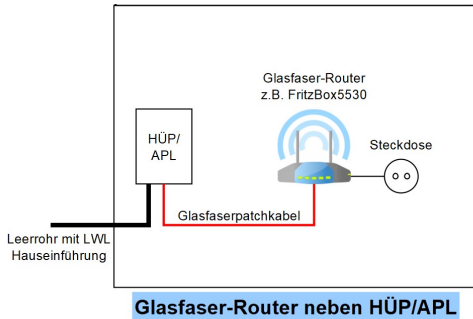 Glasfaser-Router
z.B. FritzBox5530
HÜP/
APL
Steckdose
Glasfaserpatchkabel
Leerrohr mit LWL
Hauseinführung
Glasfaser-Router neben HÜP/APL